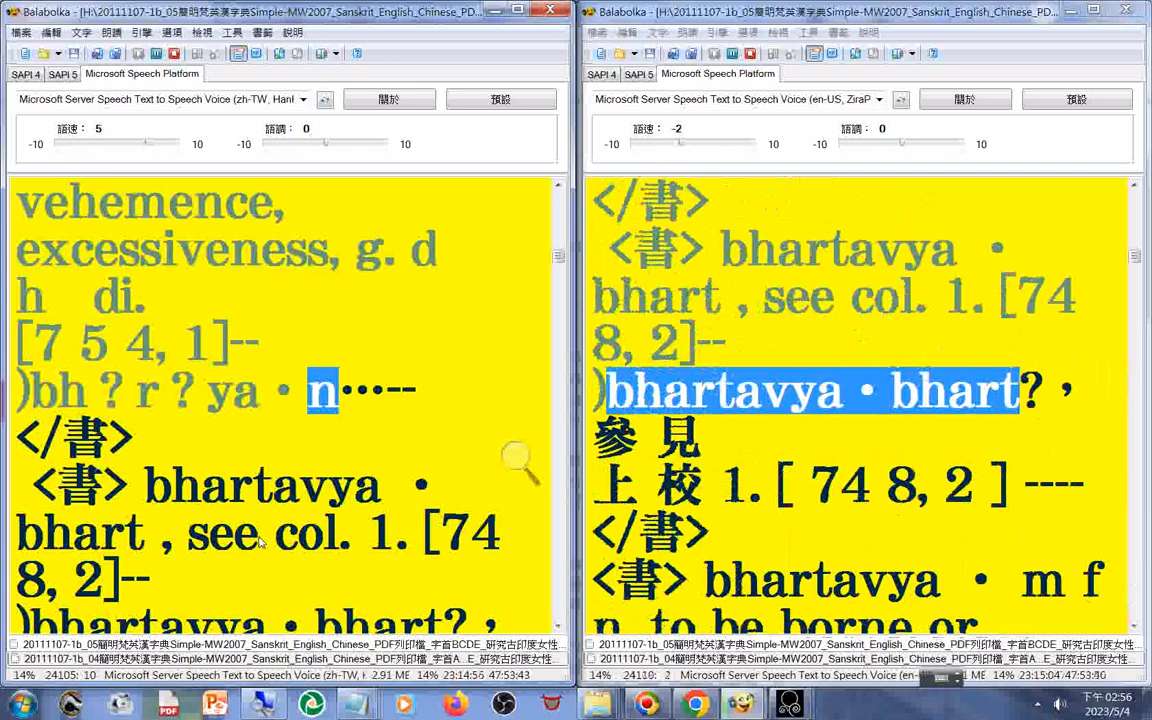 Balabolka - [H:\20111107-1b_05簡明梵英漢字典Simple-MW2007_Sanskrit_English_Chinese_PD...
檔案 編輯 文字 朗讀 引擎 選項 檢視 工具 書籤 說明
SAPI 4 SAPI 5 Microsoft Speech Platform
Microsoft Server Speech Text to Speech Voice (zh-TW, Hanl
關於 預設
語速： 5 語調： 0
-10 10 -10 10
vehemence,
excessiveness, g. d
h di.
[7 5 4, 1]--
)bh ? r ? ya • n…--
</書>
<書> bhartavya •
bhart , see col. 1. [74
8, 2]--
)bhartavya • bhart? ，
20111107-1b_05簡明梵英漢字典Simple-MW2007_Sanskrit_English_Chinese_PDF列印檔_字首BCDE_研究古印度女性...
20111107-1b_04簡明梵英漢字典Simple-MW2007_Sanskrit_English_Chinese_PDF列印檔_字首A...E_研究古印度女性...
14% 24105: 10 Microsoft Server Speech Text to Speech Voice (zh-TW, H 2.91 ME 14% 23:14:56 47:53:43
Balabolka - [H:\20111107-1b_05簡明梵英漢字典Simple-MW2007_Sanskrit_English_Chinese_PD...
檔案 編輯 文字 朗讀 引擎 選項 檢視 工具 書籤 說明
SAPI 4 SAPI 5 Microsoft Speech Platform
Microsoft Server Speech Text to Speech Voice (en-US, ZiraP
關於 預設
語速： -2 語調： 0
-10 10 -10 10
</書>
<書> bhartavya •
bhart , see col. 1. [74
8, 2]--
)bhartavya • bhart? ，
參 見
上 校 1. [ 74 8, 2 ] ----
</書>
<書> bhartavya • m f
n. to be borne or
20111107-1b_05簡明梵英漢字典Simple-MW2007_Sanskrit_English_Chinese_PDF列印檔_字首BCDE_研究古印度女性...
20111107-1b_04簡明梵英漢字典Simple-MW2007_Sanskrit_English_Chinese_PDF列印檔_字首A...E_研究古印度女性...
14% Microsoft Server Speech Text to Speech Voice 14% 23:15:04
下午 02:56
2023/5/4